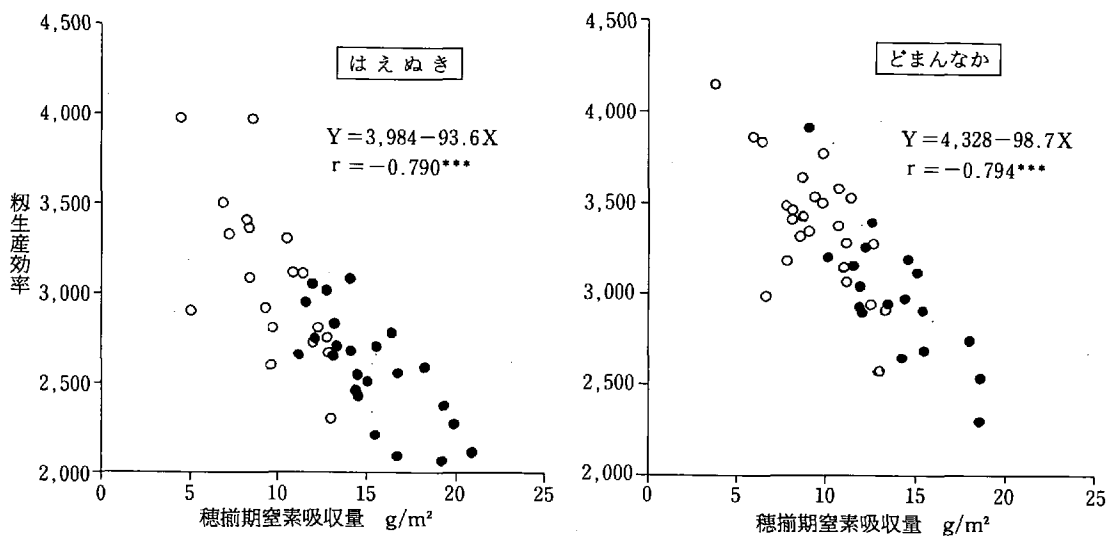 はえぬき
Y=3,984−93.6X
r=−0.790***
籾生産効率
4,500
4,000
3,500
3,000
2,500
2,000
0
5
10
15
20
25
穂揃期窒素吸収量 g/m²
どまんなか
Y=4,328−98.7X
r=−0.794***
4,500
4,000
3,500
3,000
2,500
2,000
0
5
10
15
20
25
穂揃期窒素吸収量 g/m²